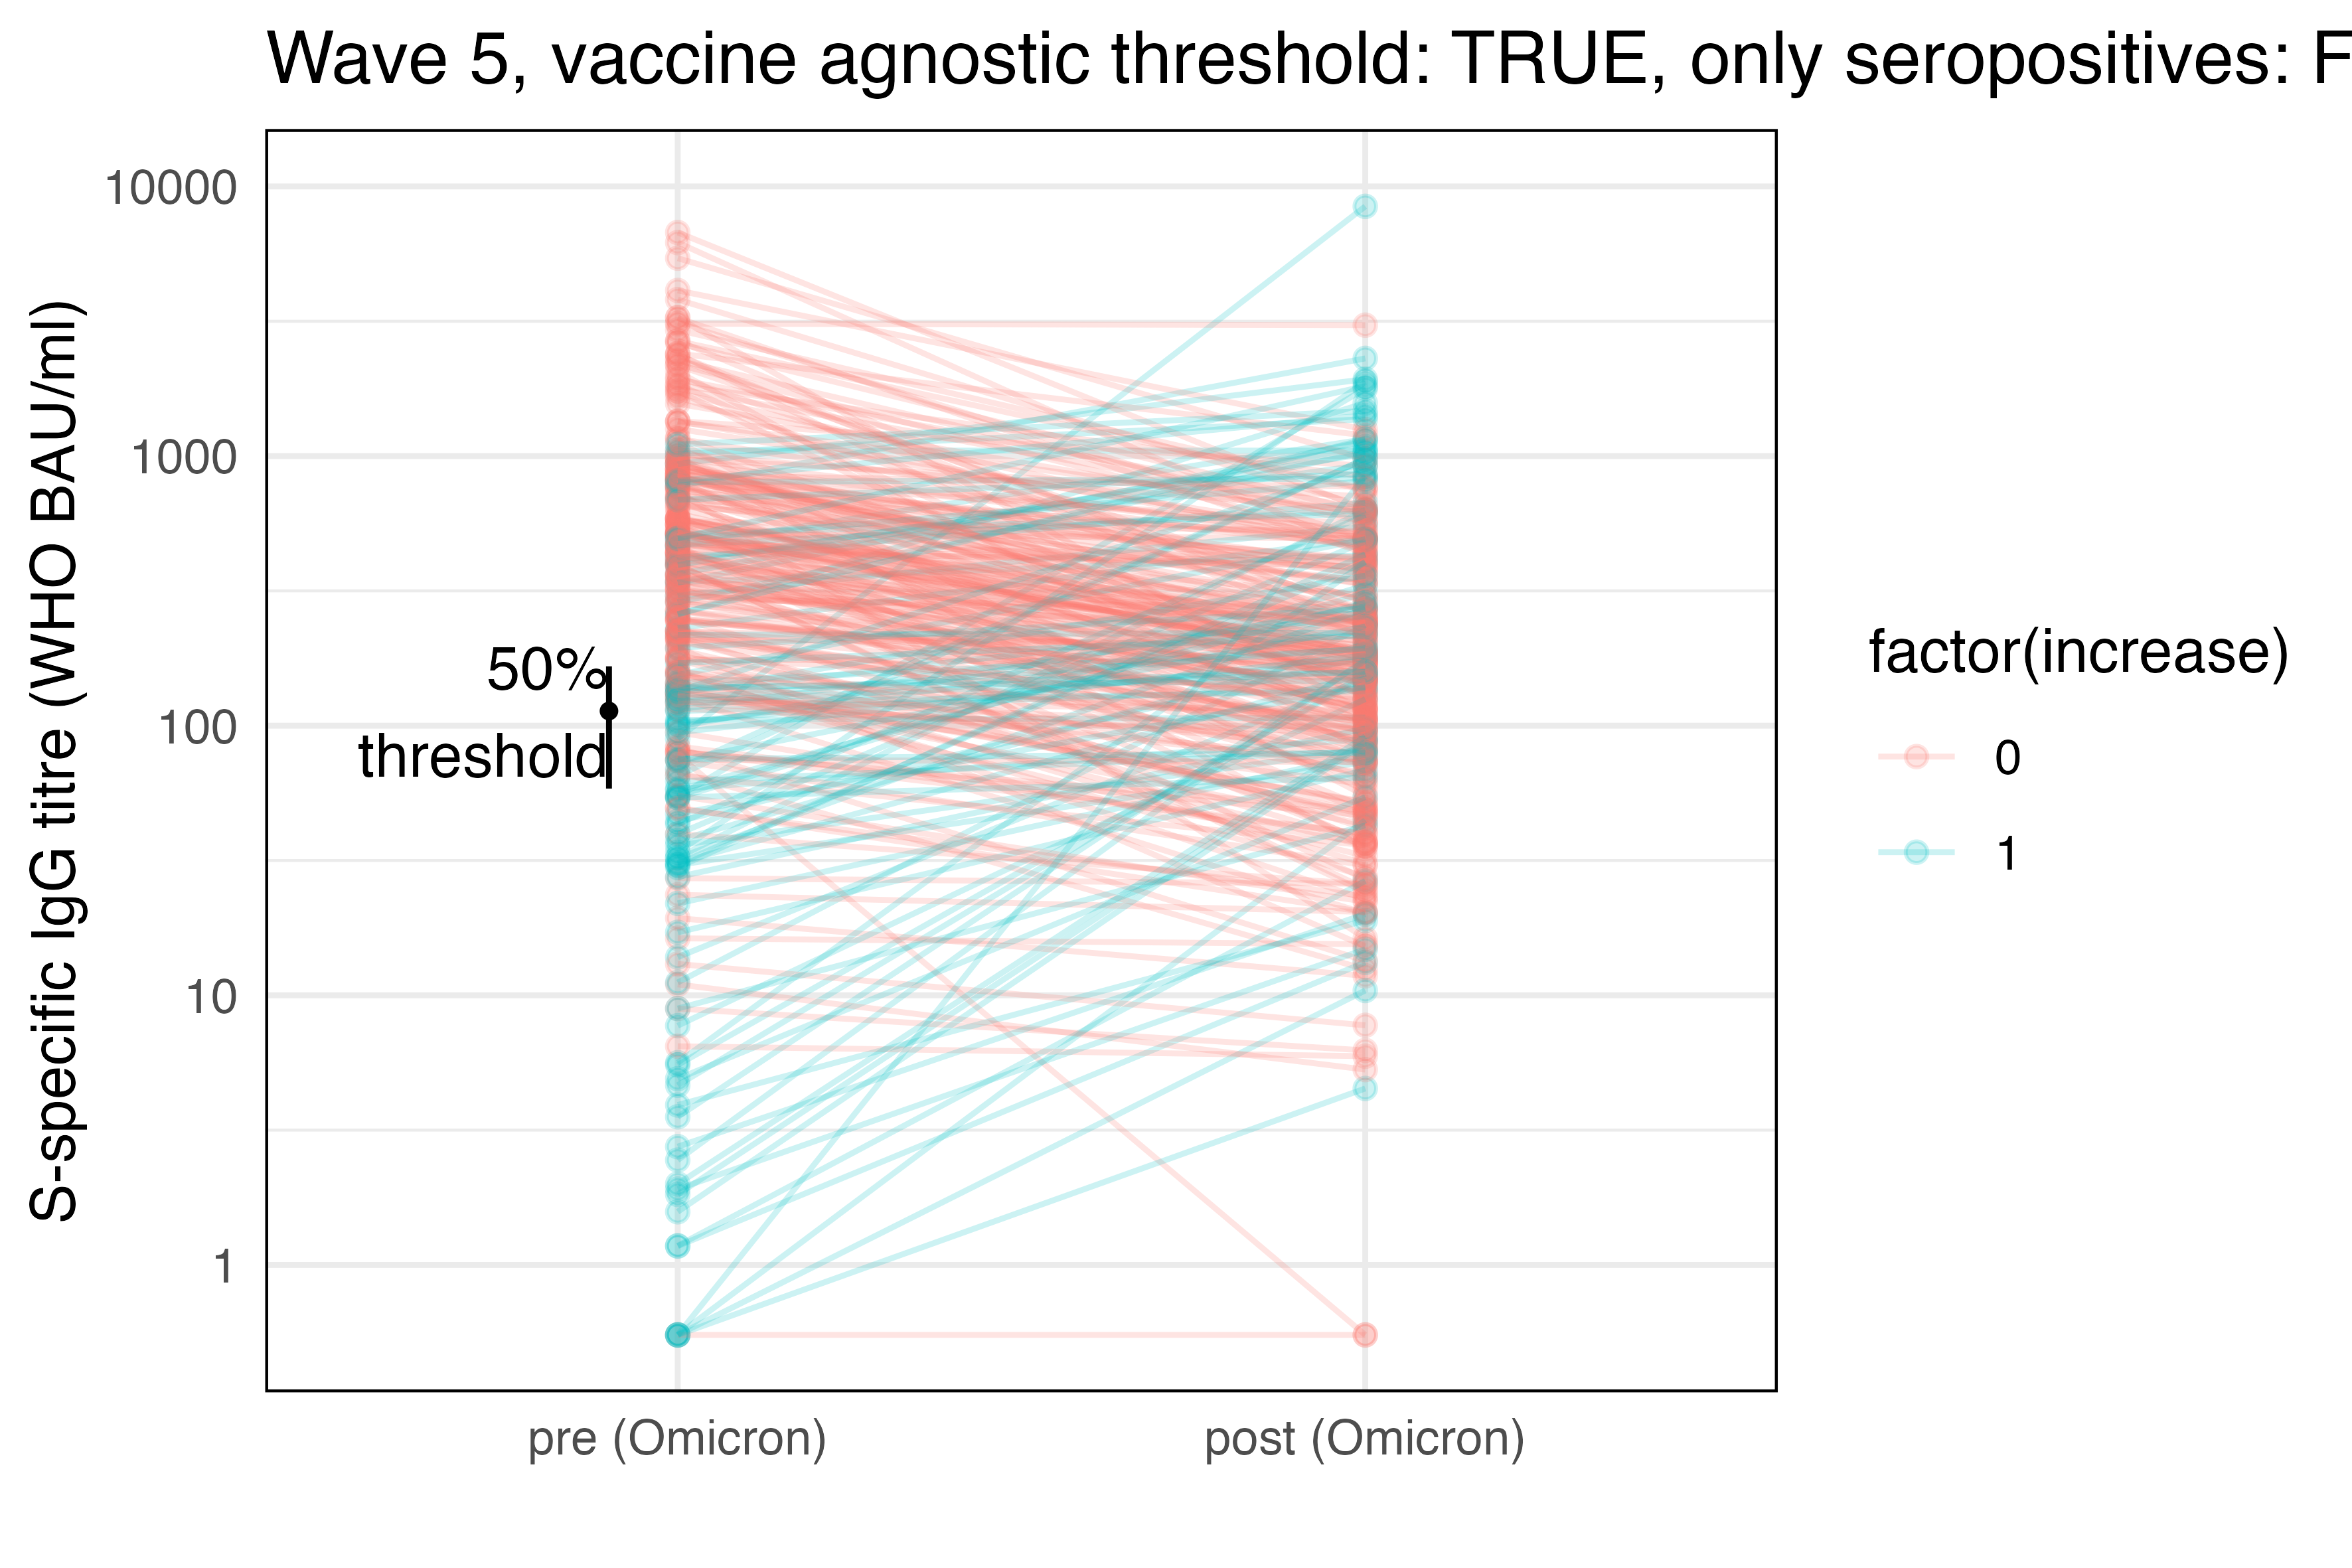 Wave 5, vaccine agnostic threshold: TRUE, only seropositives: F
S-specific IgG titre (WHO BAU/ml)
10000
1000
100
10
1
50%
threshold
pre (Omicron)
post (Omicron)
factor(increase)
0
1